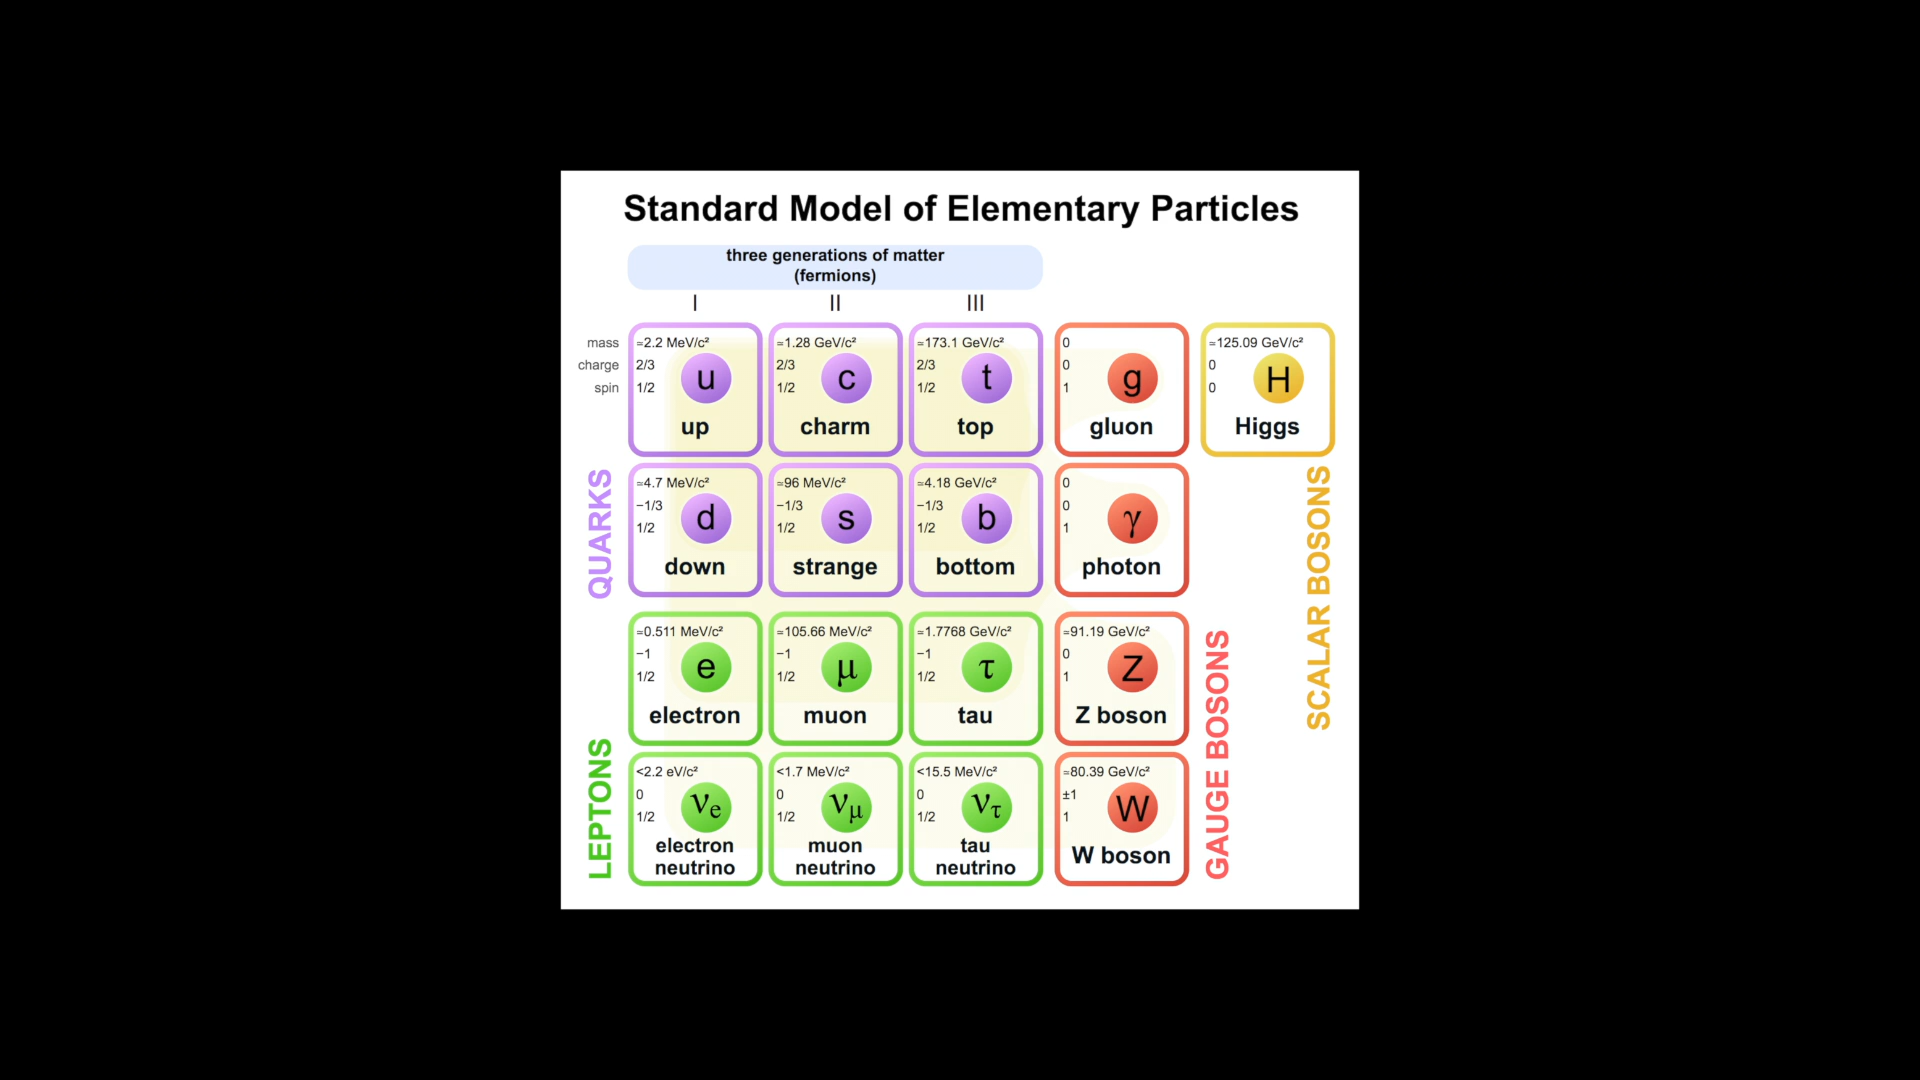 Standard Model of Elementary Particles
three generations of matter
(fermions)
I II III
mass
charge
spin
≃2.2 MeV/c²
2/3
1/2
u
up
≃1.28 GeV/c²
2/3
1/2
c
charm
≃173.1 GeV/c²
2/3
1/2
t
top
0
0
1
g
gluon
≃125.09 GeV/c²
0
0
H
Higgs
QUARKS
≃4.7 MeV/c²
−1/3
1/2
d
down
≃96 MeV/c²
−1/3
1/2
s
strange
≃4.18 GeV/c²
−1/3
1/2
b
bottom
0
0
1
γ
photon
SCALAR BOSONS
LEPTONS
≃0.511 MeV/c²
−1
1/2
e
electron
≃105.66 MeV/c²
−1
1/2
μ
muon
≃1.7768 GeV/c²
−1
1/2
τ
tau
≃91.19 GeV/c²
0
1
Z
Z boson
GAUGE BOSONS
<2.2 eV/c²
0
1/2
νe
electron
neutrino
<1.7 MeV/c²
0
1/2
νμ
muon
neutrino
<15.5 MeV/c²
0
1/2
ντ
tau
neutrino
≃80.39 GeV/c²
±1
1
W
W boson